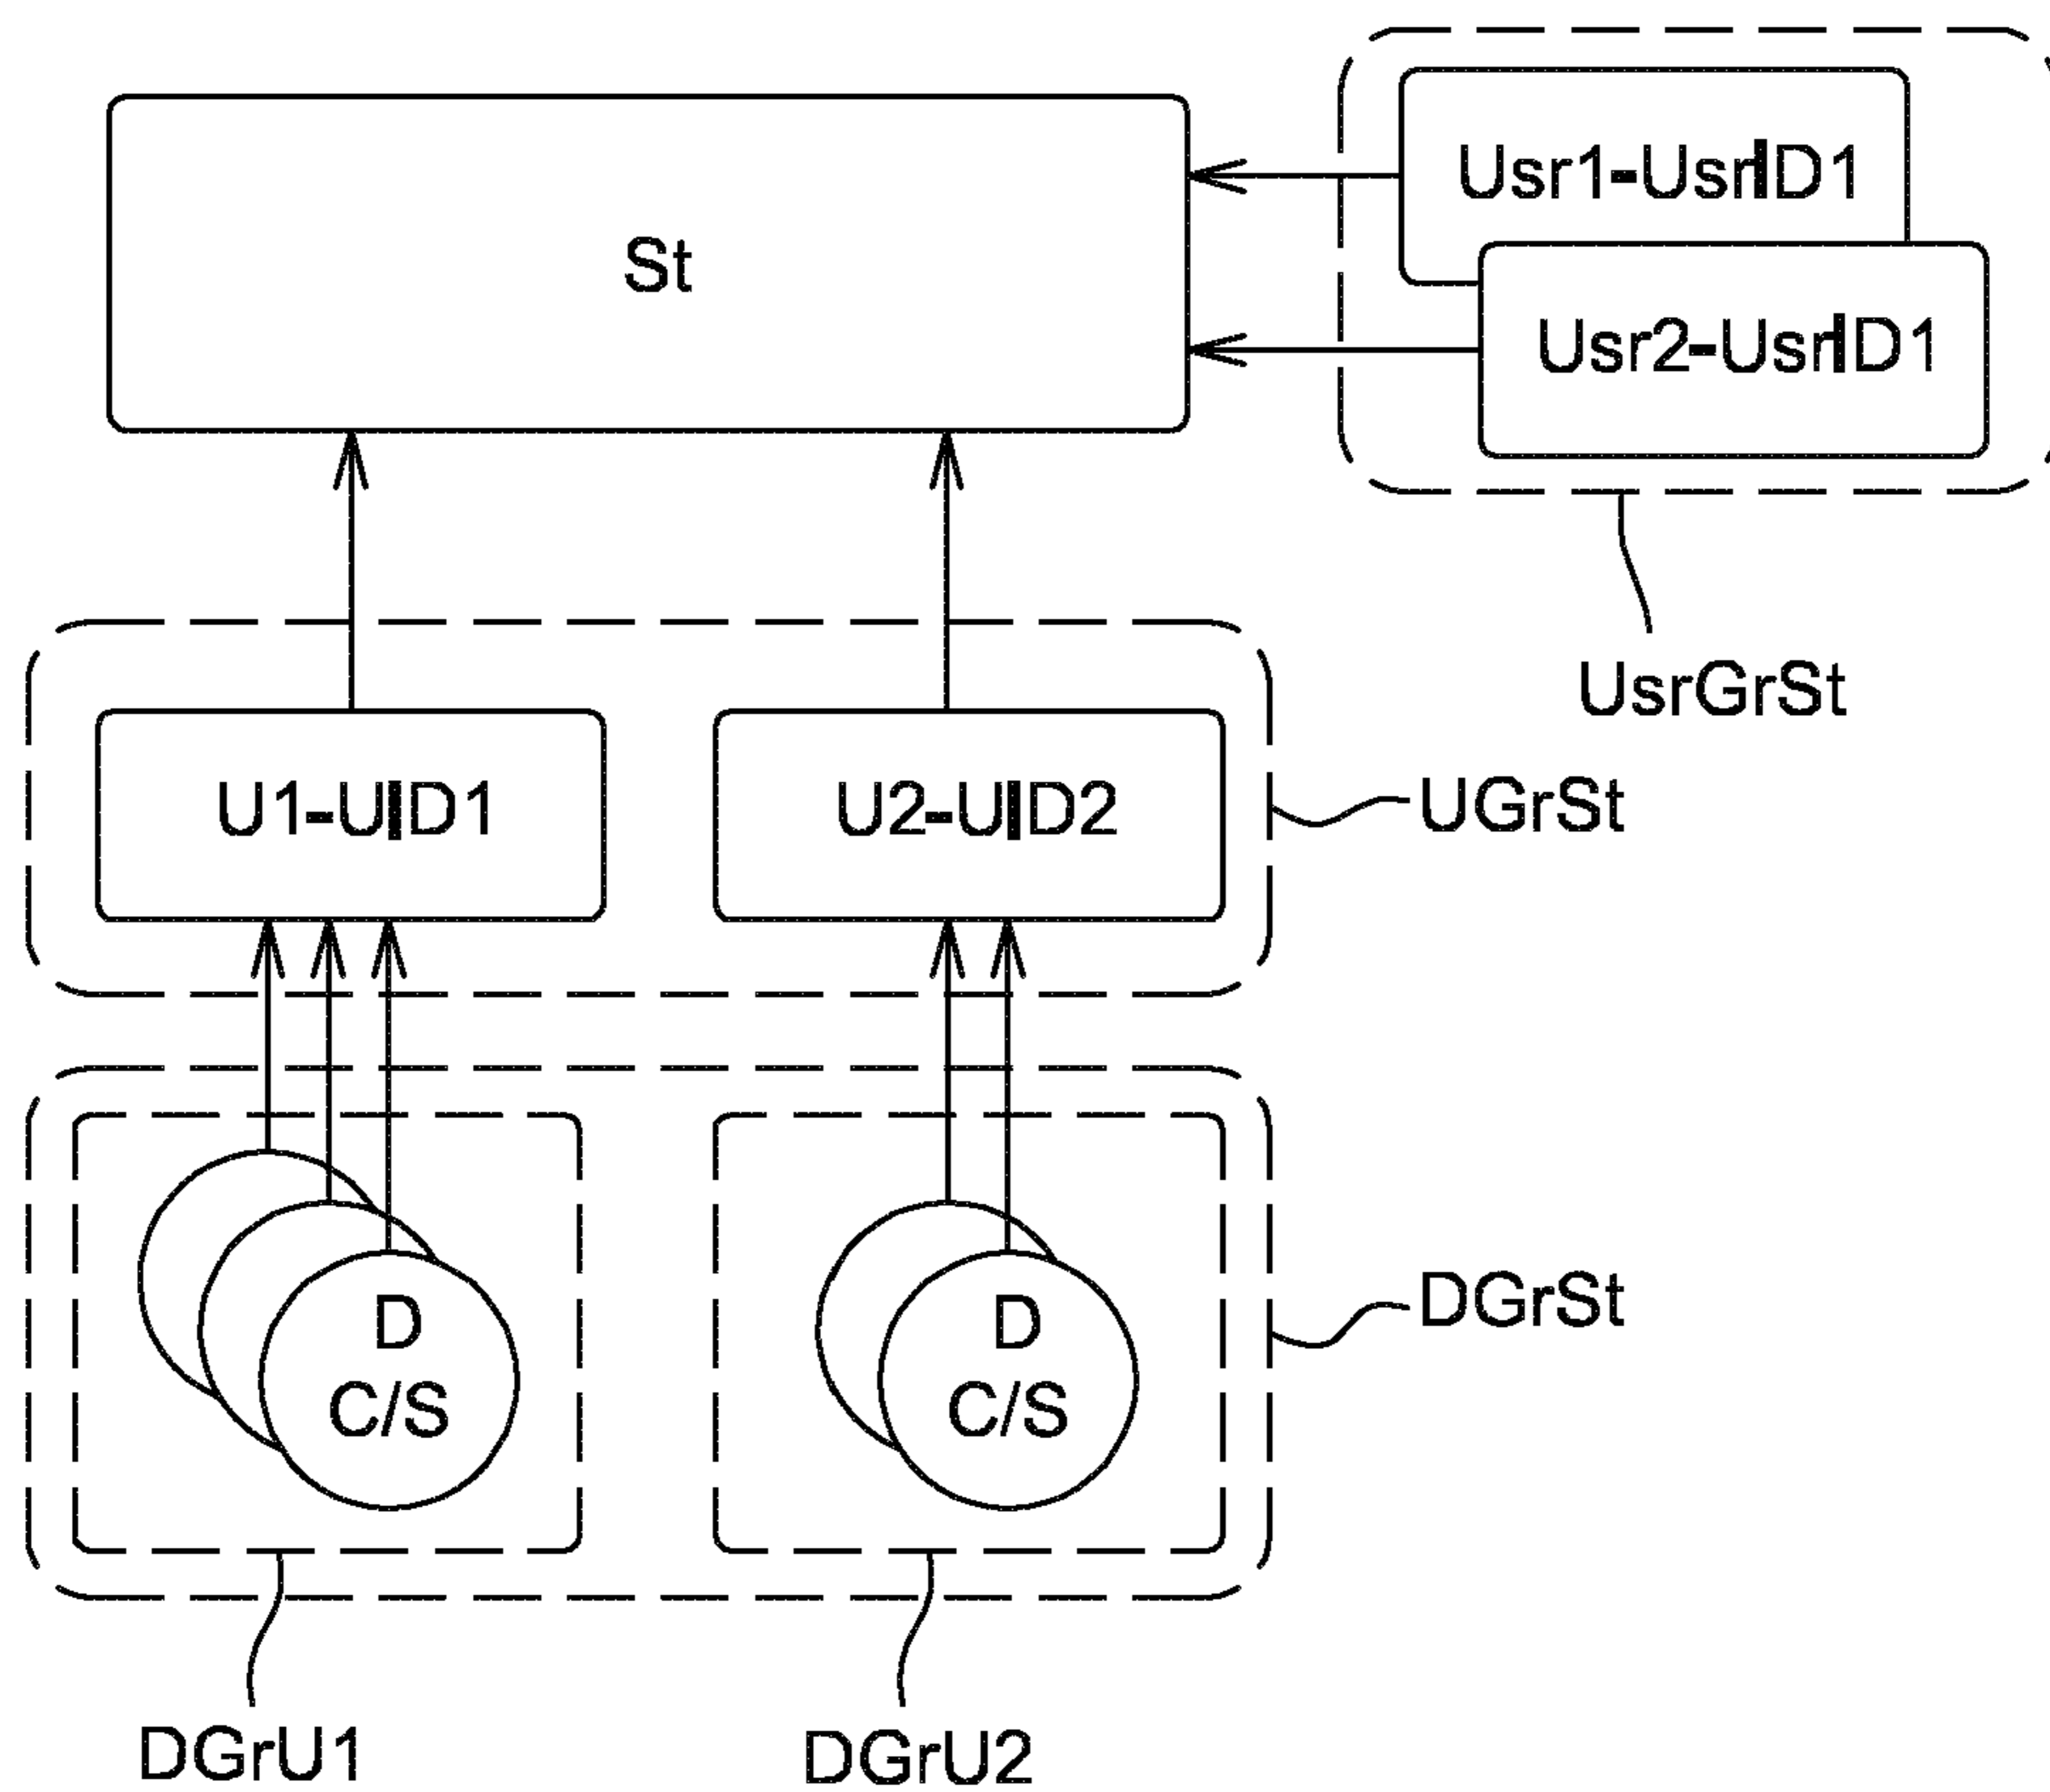 Usr1-UsrID1
St
Usr2-UsrID1
UsrGrSt
U1-UID1
U2-UID2
UGrSt
D
C/S
D
C/S
DGrSt
DGrU1
DGrU2